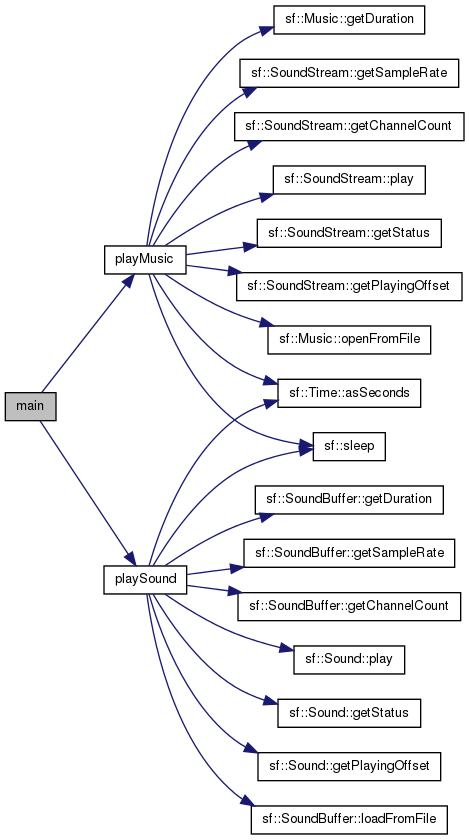 sf::Music::getDuration
sf::SoundStream::getSampleRate
sf::SoundStream::getChannelCount
sf::SoundStream::play
sf::SoundStream::getStatus
playMusic
sf::SoundStream::getPlayingOffset
sf::Music::openFromFile
sf::Time::asSeconds
main
sf::sleep
sf::SoundBuffer::getDuration
sf::SoundBuffer::getSampleRate
playSound
sf::SoundBuffer::getChannelCount
sf::Sound::play
sf::Sound::getStatus
sf::Sound::getPlayingOffset
sf::SoundBuffer::loadFromFile